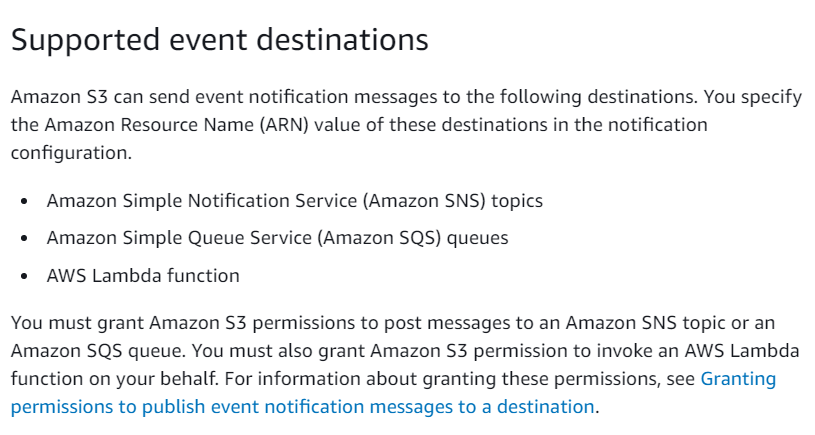 Supported event destinations
Amazon S3 can send event notification messages to the following destinations. You specify
the Amazon Resource Name (ARN) value of these destinations in the notification
configuration.
• Amazon Simple Notification Service (Amazon SNS) topics
• Amazon Simple Queue Service (Amazon SQS) queues
• AWS Lambda function
You must grant Amazon S3 permissions to post messages to an Amazon SNS topic or an
Amazon SQS queue. You must also grant Amazon S3 permission to invoke an AWS Lambda
function on your behalf. For information about granting these permissions, see Granting
permissions to publish event notification messages to a destination.